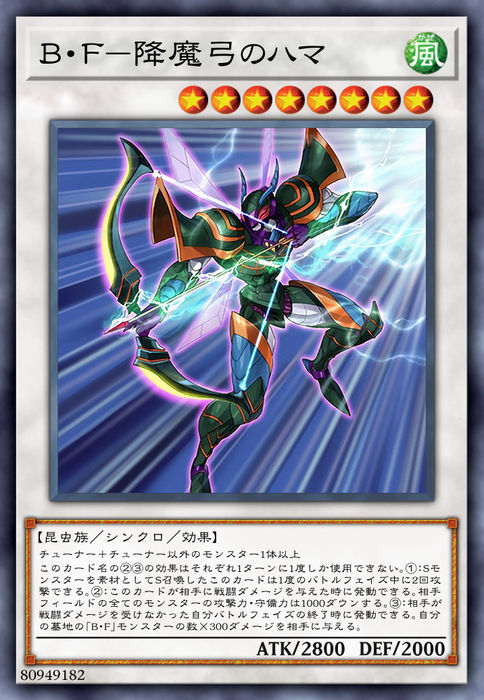 B・F－降魔弓のハマ
かぜ
風
【昆虫族／シンクロ／効果】
チューナー＋チューナー以外のモンスター1体以上
このカード名の②③の効果はそれぞれ1ターンに1度しか使用できない。①：Sモ
ンスターを素材としてS召喚したこのカードは1度のバトルフェイズ中に2回攻
撃できる。②：このカードが相手に戦闘ダメージを与えた時に発動できる。相手
フィールドの全てのモンスターの攻撃力・守備力は1000ダウンする。③：相手が
戦闘ダメージを受けなかった自分バトルフェイズの終了時に発動できる。自分
の墓地の「B・F」モンスターの数×300ダメージを相手に与える。
ATK/2800 DEF/2000
80949182